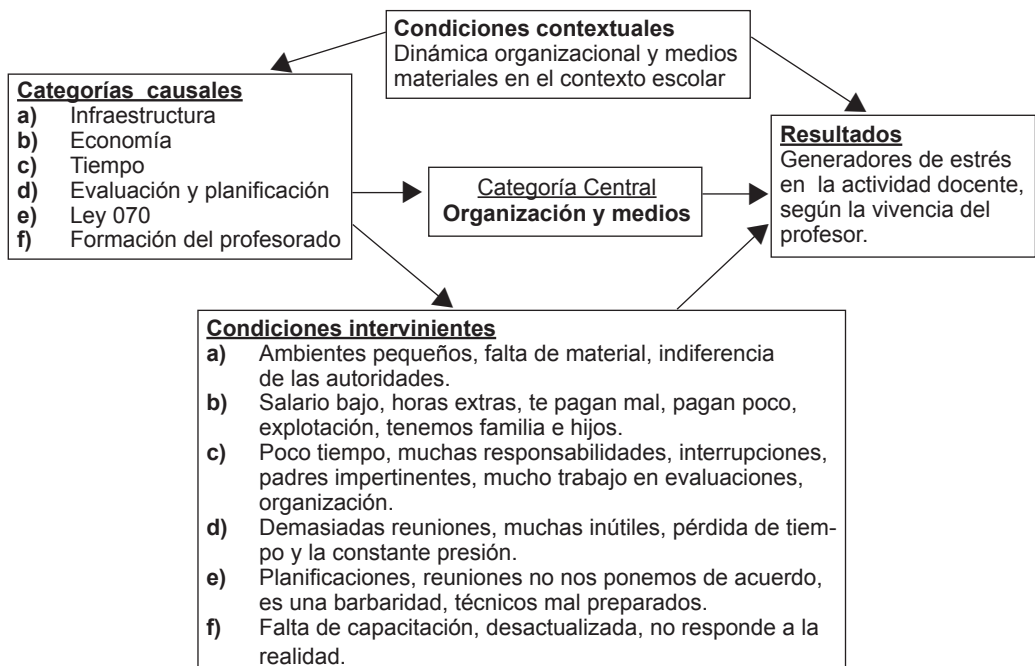 Condiciones contextuales
Dinámica organizacional y medios
materiales en el contexto escolar
Categorías causales
a) Infraestructura
b) Economía
c) Tiempo
d) Evaluación y planificación
e) Ley 070
f) Formación del profesorado
Categoría Central
Organización y medios
Resultados
Generadores de estrés
en la actividad docente,
según la vivencia del
profesor.
Condiciones intervinientes
a) Ambientes pequeños, falta de material, indiferencia
de las autoridades.
b) Salario bajo, horas extras, te pagan mal, pagan poco,
explotación, tenemos familia e hijos.
c) Poco tiempo, muchas responsabilidades, interrupciones,
padres impertinentes, mucho trabajo en evaluaciones,
organización.
d) Demasiadas reuniones, muchas inútiles, pérdida de tiem-
po y la constante presión.
e) Planificaciones, reuniones no nos ponemos de acuerdo,
es una barbaridad, técnicos mal preparados.
f) Falta de capacitación, desactualizada, no responde a la
realidad.